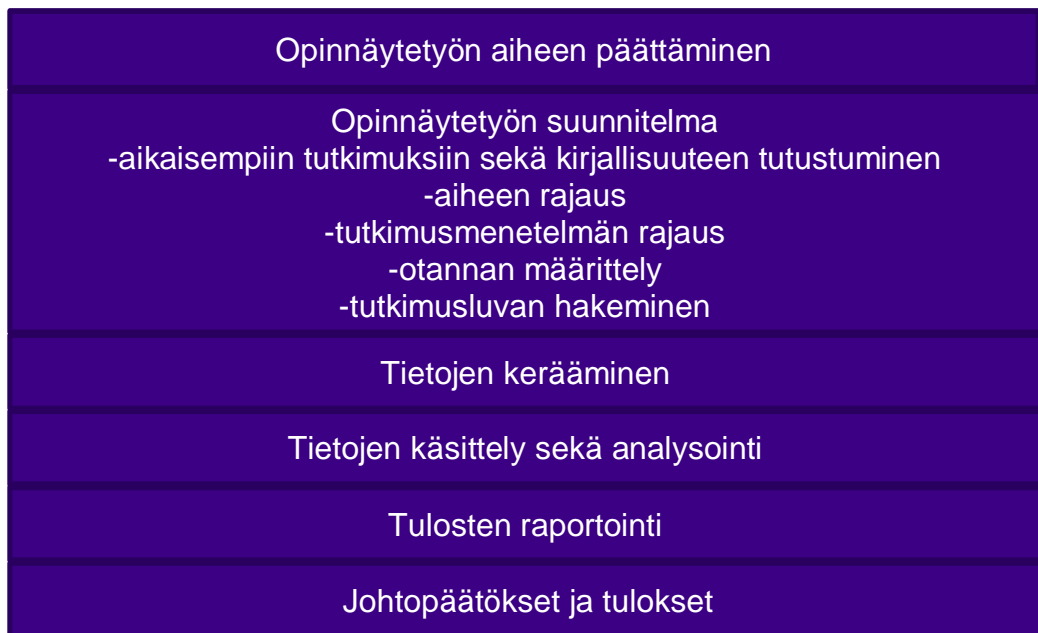 Opinnäytetyön aiheen päättäminen
Opinnäytetyön suunnitelma
-aikaisempiin tutkimuksiin sekä kirjallisuuteen tutustuminen
-aiheen rajaus
-tutkimusmenetelmän rajaus
-otannan määrittely
-tutkimusluvan hakeminen
Tietojen kerääminen
Tietojen käsittely sekä analysointi
Tulosten raportointi
Johtopäätökset ja tulokset